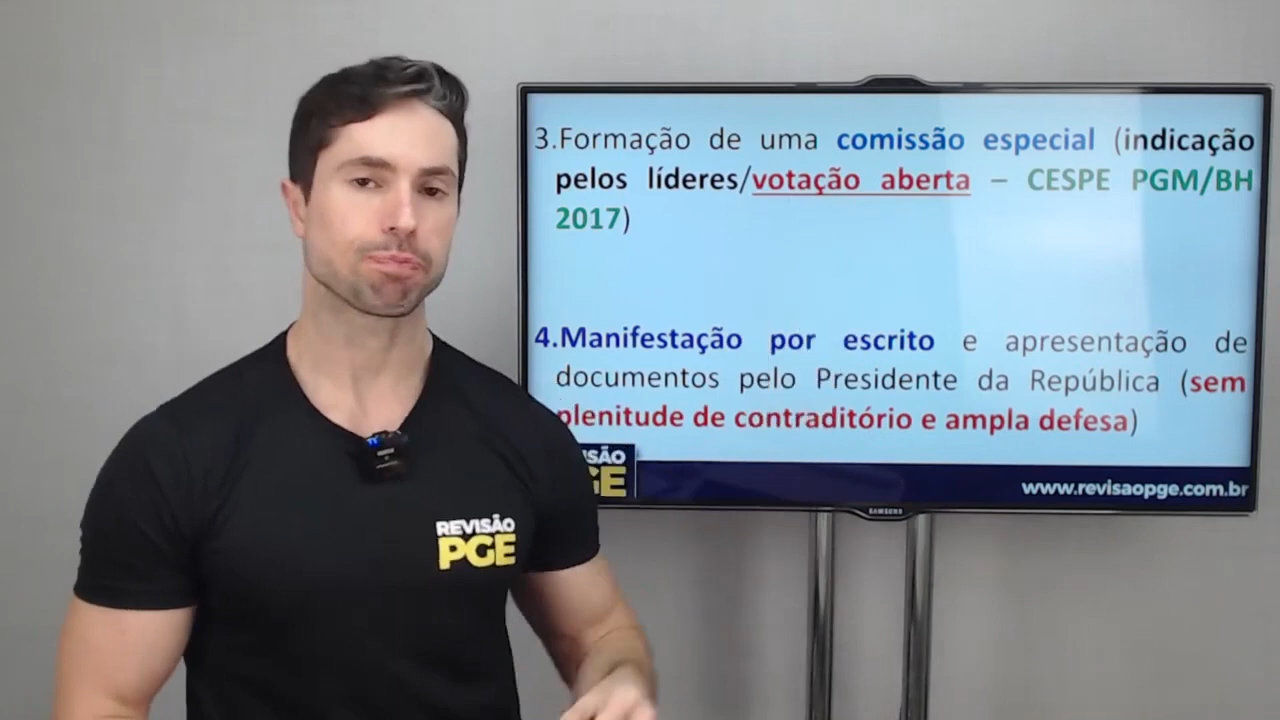 3.Formação de uma comissão especial (indicação
pelos líderes/votação aberta – CESPE PGM/BH
2017)
4.Manifestação por escrito e apresentação de
documentos pelo Presidente da República (sem
plenitude de contraditório e ampla defesa)
www.revisaopge.com.br
SAMSUNG
REVISÃO
PGE